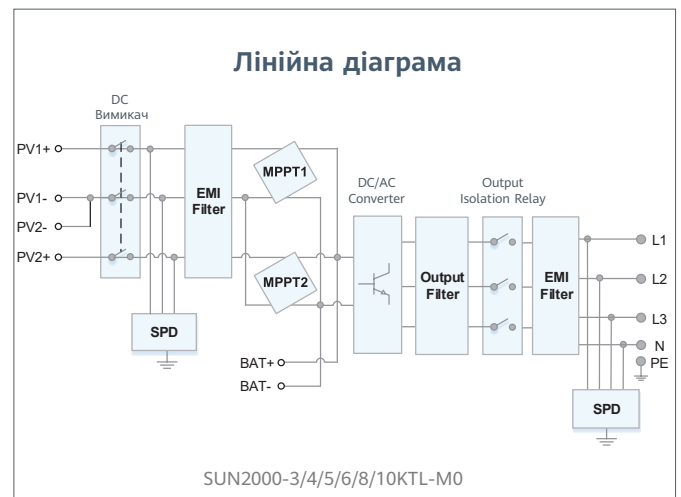 Лінійна діаграма
DC
Вимикач
PV1+
PV1-
PV2-
PV2+
EMI
Filter
SPD
MPPT1
MPPT2
BAT+
BAT-
DC/AC
Converter
Output
Filter
Output
Isolation Relay
EMI
Filter
L1
L2
L3
N
PE
SPD
SUN2000-3/4/5/6/8/10KTL-M0